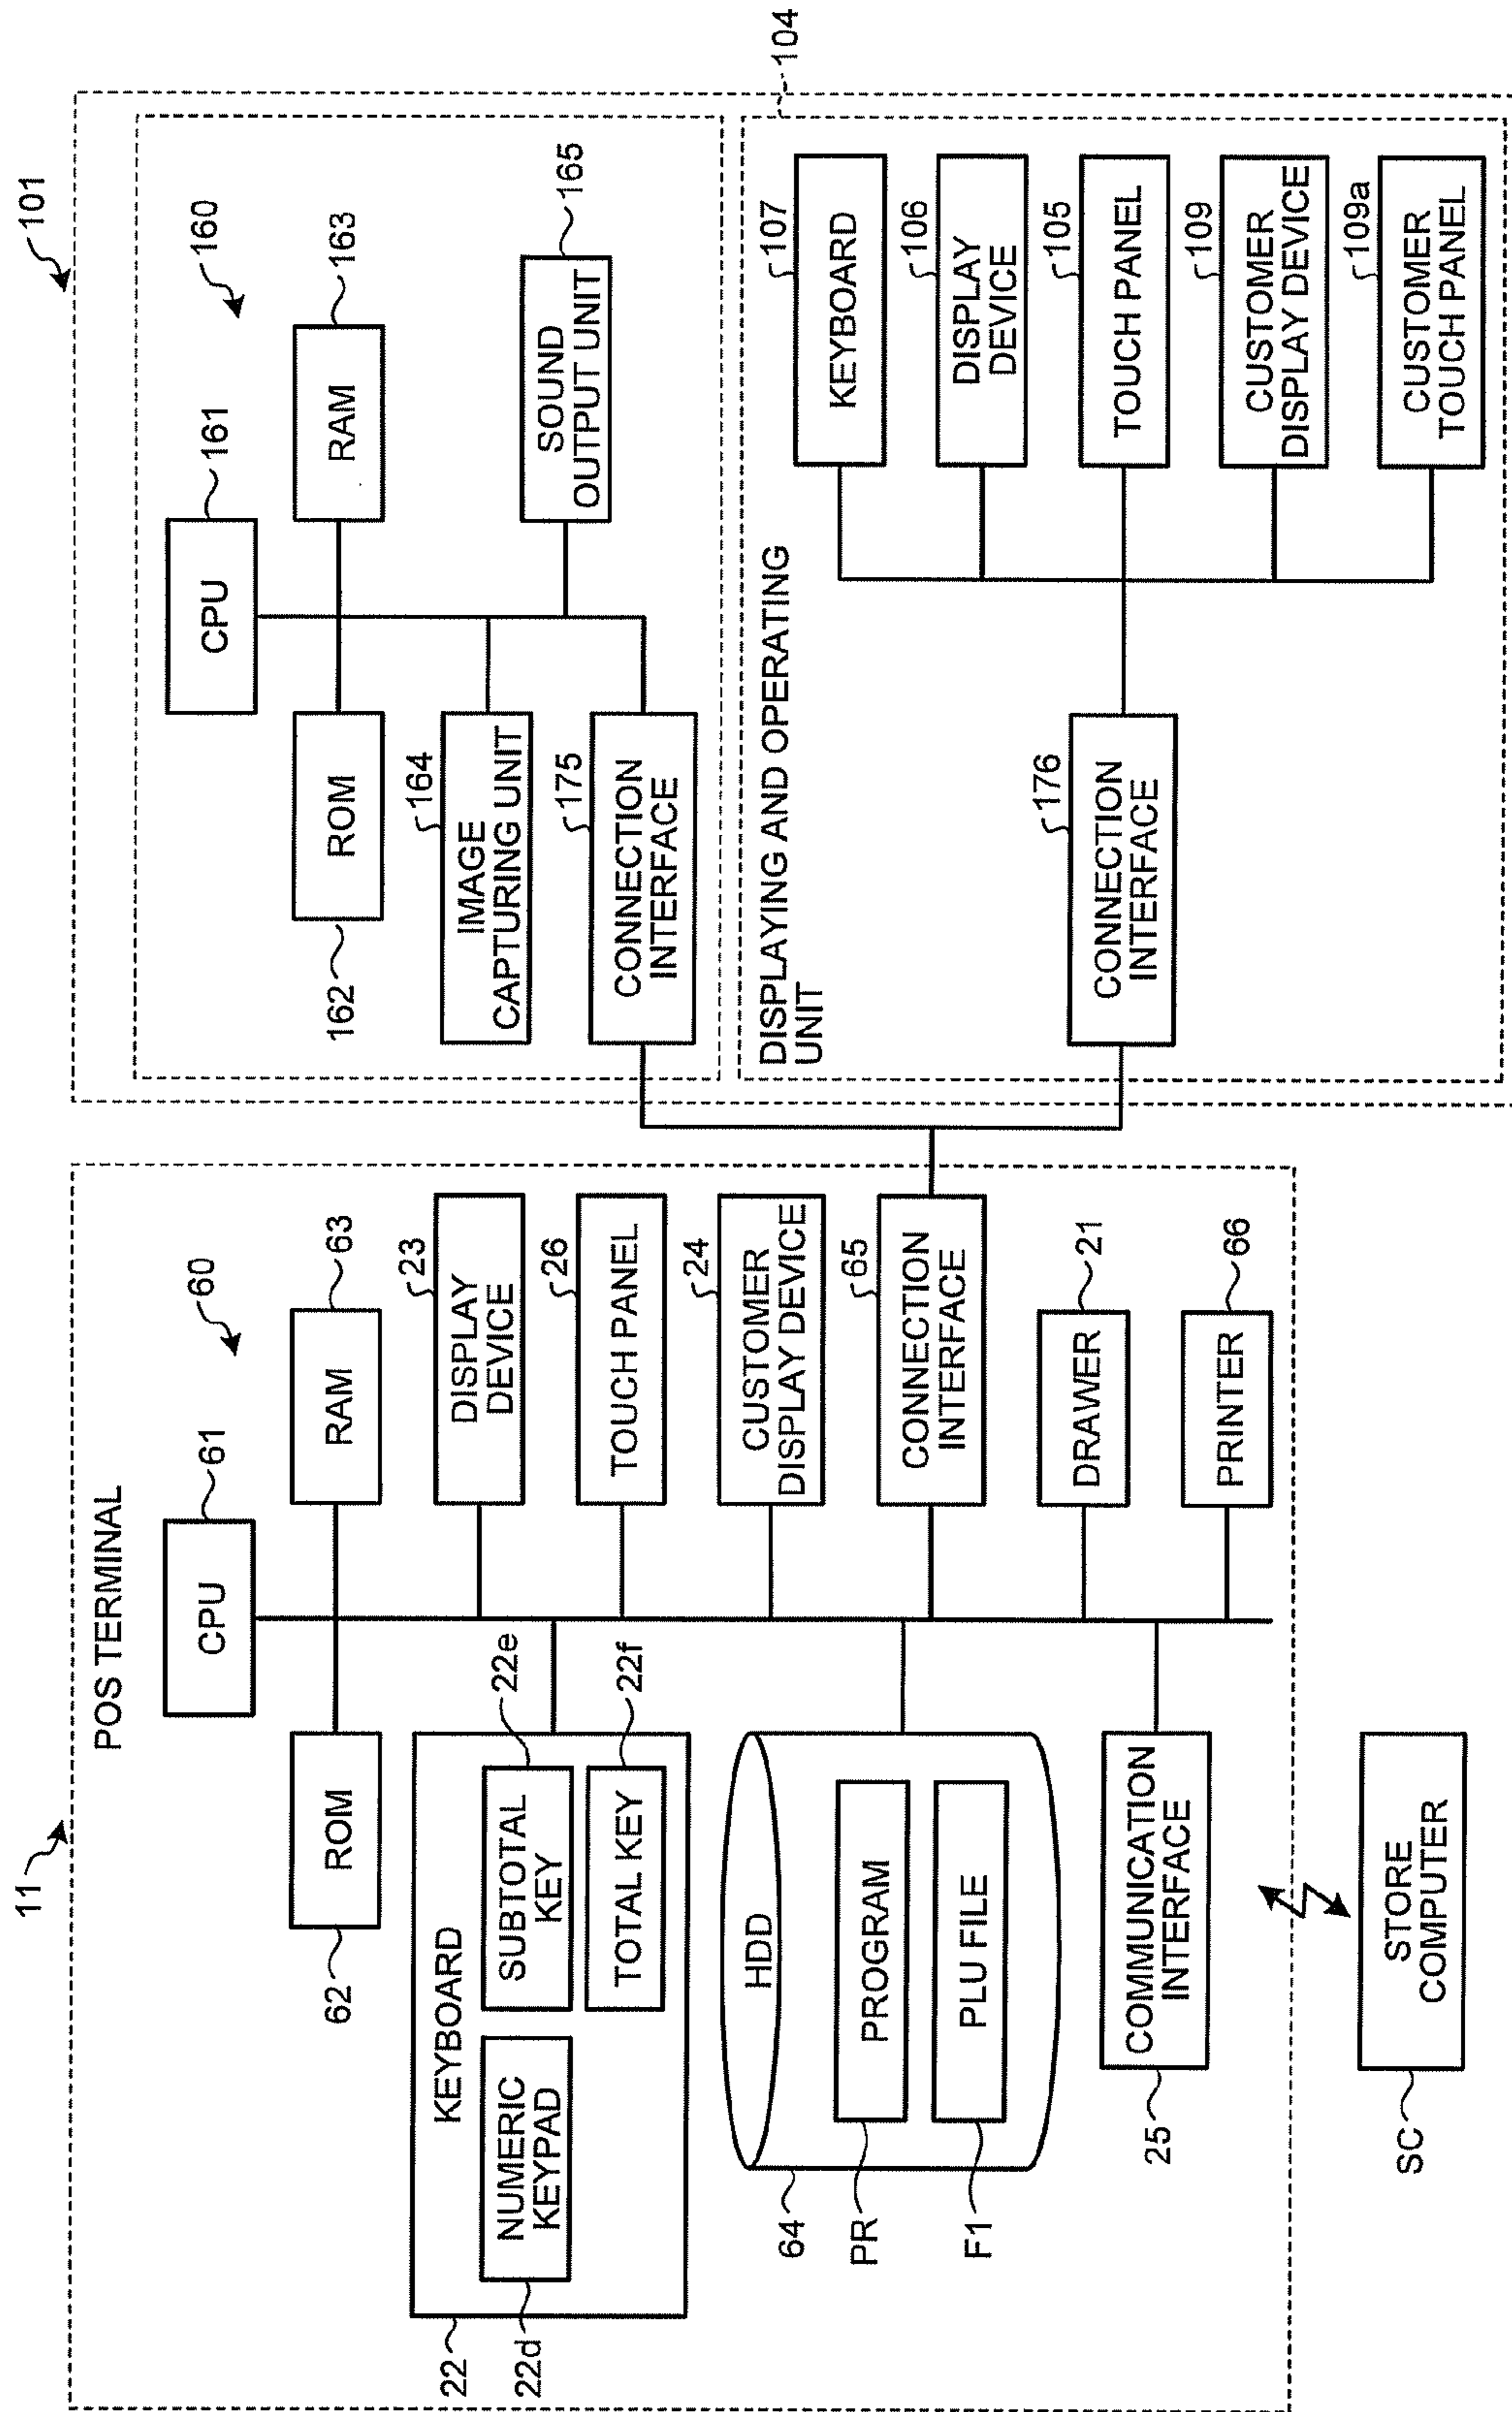 11
POS TERMINAL
CPU
61
60
ROM
62
RAM
63
KEYBOARD
22
NUMERIC
KEYPAD
22d
SUBTOTAL
KEY
22e
TOTAL KEY
22f
DISPLAY
DEVICE
23
TOUCH PANEL
26
CUSTOMER
DISPLAY DEVICE
24
HDD
64
PROGRAM
PR
PLU FILE
F1
CONNECTION
INTERFACE
65
DRAWER
21
COMMUNICATION
INTERFACE
25
PRINTER
66
STORE
COMPUTER
SC
101
160
CPU
161
ROM
162
RAM
163
IMAGE
CAPTURING UNIT
164
SOUND
OUTPUT UNIT
165
CONNECTION
INTERFACE
175
DISPLAYING AND OPERATING
UNIT
104
CONNECTION
INTERFACE
176
KEYBOARD
107
DISPLAY
DEVICE
106
TOUCH PANEL
105
CUSTOMER
DISPLAY DEVICE
109
CUSTOMER
TOUCH PANEL
109a